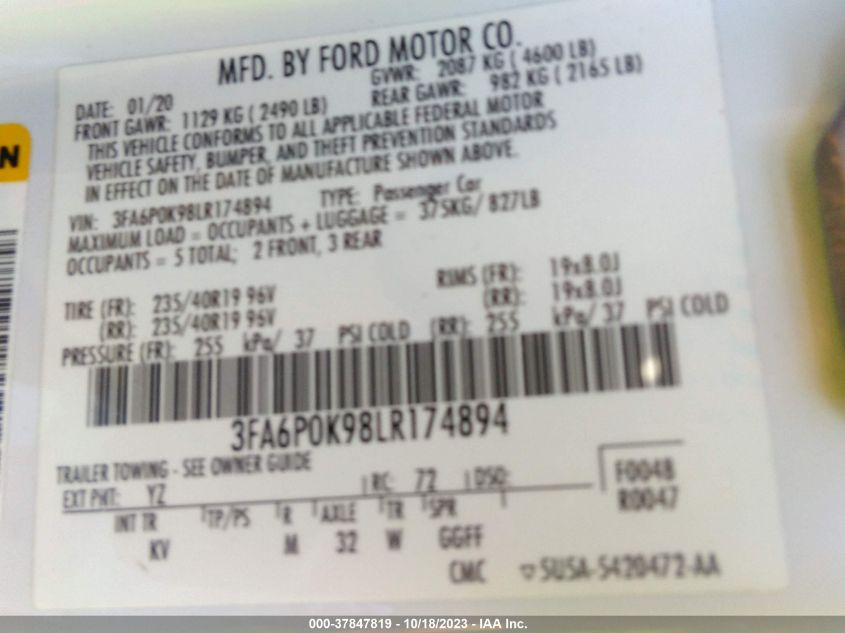 MFD. BY FORD MOTOR CO.
DATE: 01/20 GVWR: 2087 KG ( 4600 LB)
FRONT GAWR: 1129 KG ( 2490 LB) REAR GAWR: 982 KG ( 2165 LB)
THIS VEHICLE CONFORMS TO ALL APPLICABLE FEDERAL MOTOR
VEHICLE SAFETY, BUMPER, AND THEFT PREVENTION STANDARDS
IN EFFECT ON THE DATE OF MANUFACTURE SHOWN ABOVE.
VIN: 3FA6P0K98LR174894 TYPE: Passenger Car
MAXIMUM LOAD = OCCUPANTS + LUGGAGE = 375KG/ 827LB
OCCUPANTS = 5 TOTAL; 2 FRONT, 3 REAR
TIRE (FR): 235/40R19 96V RIMS (FR): 19x8.0J
(RR): 235/40R19 96V (RR): 19x8.0J
PRESSURE (FR): 255 kPa/ 37 PSI COLD (RR): 255 kPa/ 37 PSI COLD
3FA6P0K98LR174894
TRAILER TOWING - SEE OWNER GUIDE
EXT PNT: YZ RC: 72 DSO: F0048
INT TR TP/PS R AXLE TR SPR R0047
KV M 32 W GGFF
CMC 5U5A-5420472-AA
N
000-37847819 - 10/18/2023 - IAA Inc.